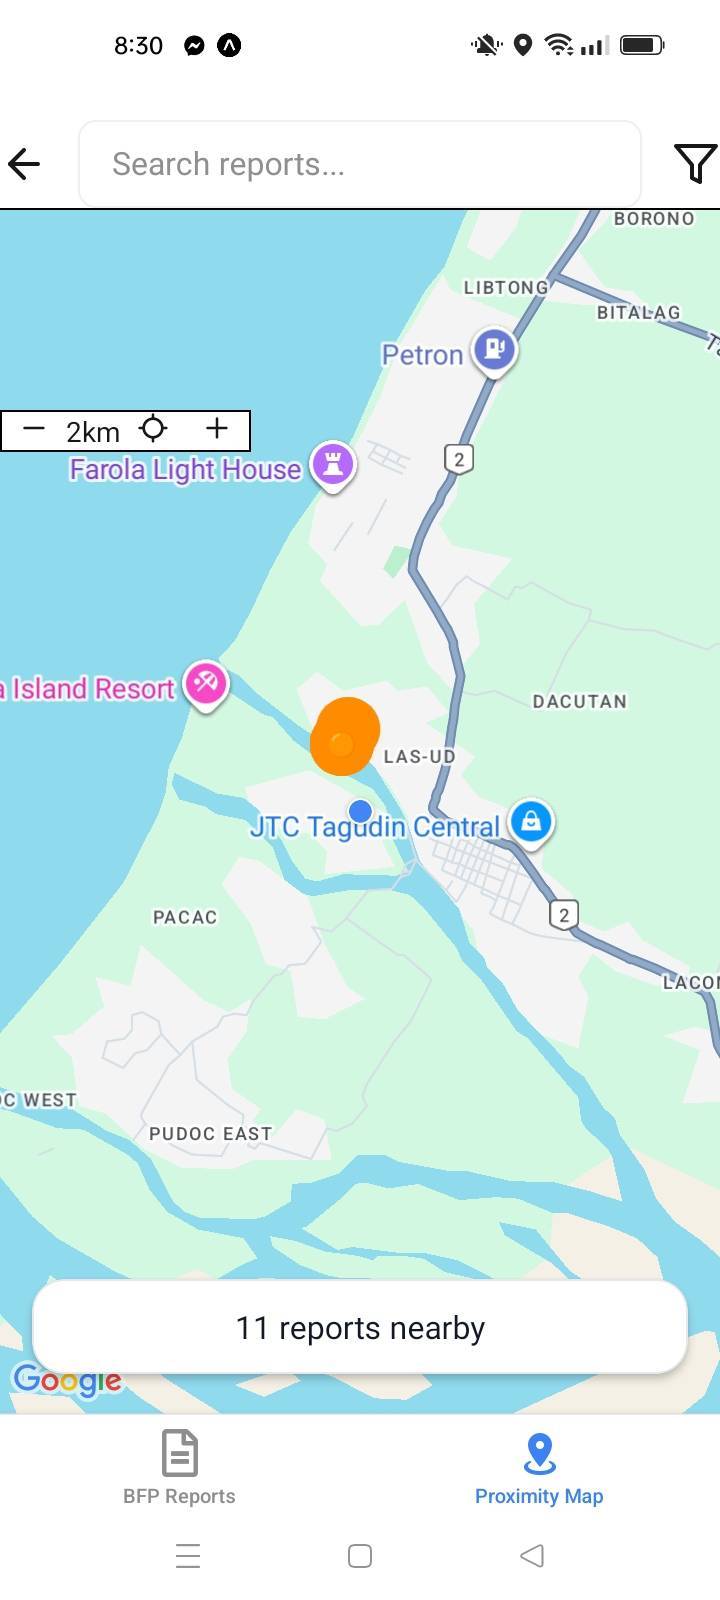 8:30
Search reports...
BORONO
LIBTONG
BITALAG
Petron
2km
2
Farola Light House
Island Resort
DACUTAN
LAS-UD
JTC Tagudin Central
2
PACAC
WEST
PUDOC EAST
11 reports nearby
Google
BFP Reports
Proximity Map